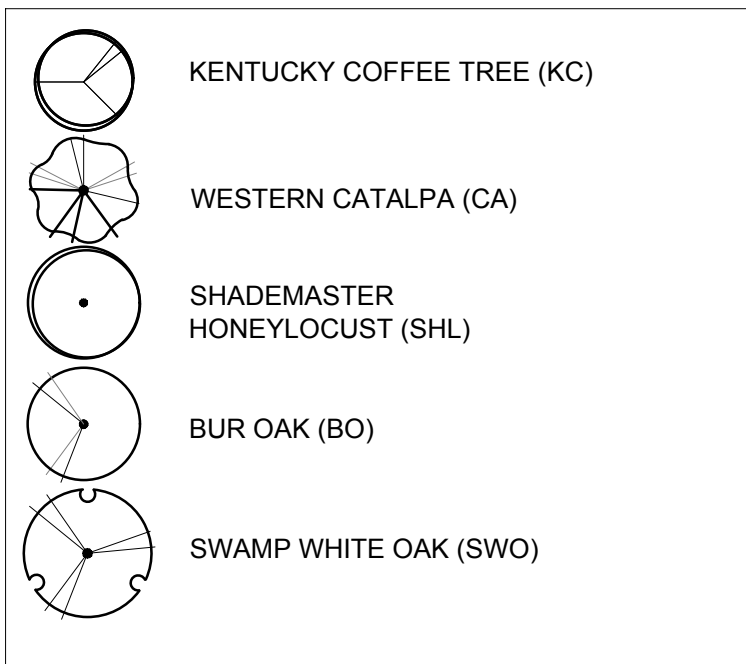 KENTUCKY COFFEE TREE (KC)
WESTERN CATALPA (CA)
SHADEMASTER
HONEYLOCUST (SHL)
BUR OAK (BO)
SWAMP WHITE OAK (SWO)